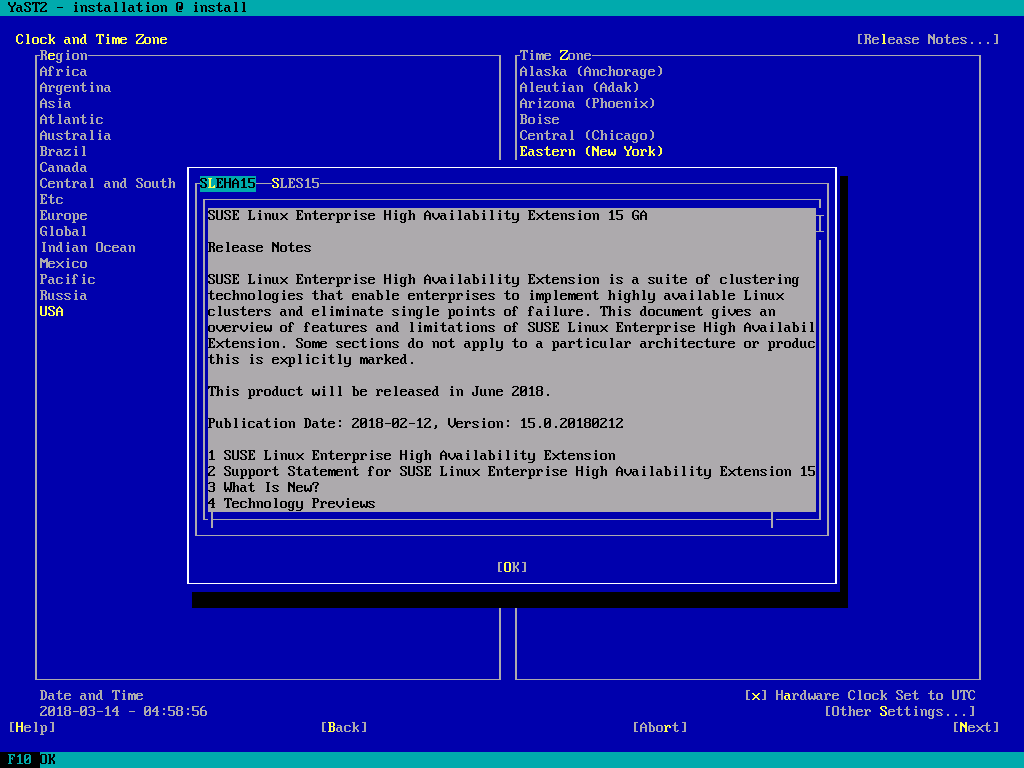 YaST2 - installation @ install
Clock and Time Zone
[Release Notes...]
Region
Africa
Argentina
Asia
Atlantic
Australia
Brazil
Canada
Central and South
Etc
Europe
Global
Indian Ocean
Mexico
Pacific
Russia
USA
Time Zone
Alaska (Anchorage)
Aleutian (Adak)
Arizona (Phoenix)
Boise
Central (Chicago)
Eastern (New York)
SLEHA15
SLES15
SUSE Linux Enterprise High Availability Extension 15 GA
Release Notes
SUSE Linux Enterprise High Availability Extension is a suite of clustering
technologies that enable enterprises to implement highly available Linux
clusters and eliminate single points of failure. This document gives an
overview of features and limitations of SUSE Linux Enterprise High Availabil
Extension. Some sections do not apply to a particular architecture or produc
this is explicitly marked.
This product will be released in June 2018.
Publication Date: 2018-02-12, Version: 15.0.20180212
1 SUSE Linux Enterprise High Availability Extension
2 Support Statement for SUSE Linux Enterprise High Availability Extension 15
3 What Is New?
4 Technology Previews
[OK]
Date and Time
2018-03-14 - 04:58:56
[x] Hardware Clock Set to UTC
[Other Settings...]
[Help]
[Back]
[Abort]
[Next]
F10 OK